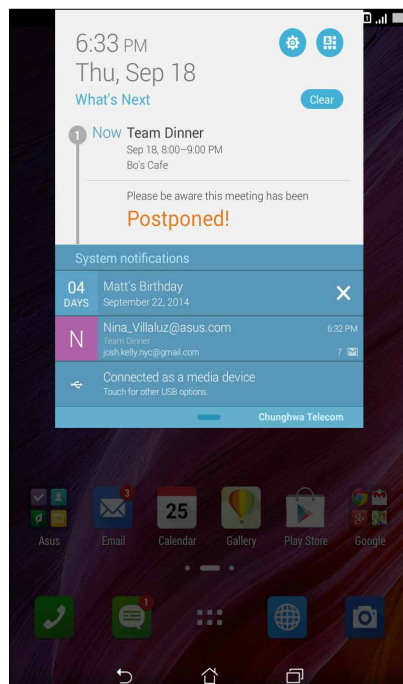 6:33 PM
Thu, Sep 18
What's Next
Clear
1
Now Team Dinner
Sep 18, 8:00–9:00 PM
Bo's Cafe
Please be aware this meeting has been
Postponed!
System notifications
04 Matt's Birthday
DAYS September 22, 2014
N
Nina_Villaluz@asus.com 6:32 PM
Team Dinner
josh.kelly.nyc@gmail.com 7
Connected as a media device
Touch for other USB options.
Chunghwa Telecom
3
25
Asus Email Calendar Gallery Play Store Google
1